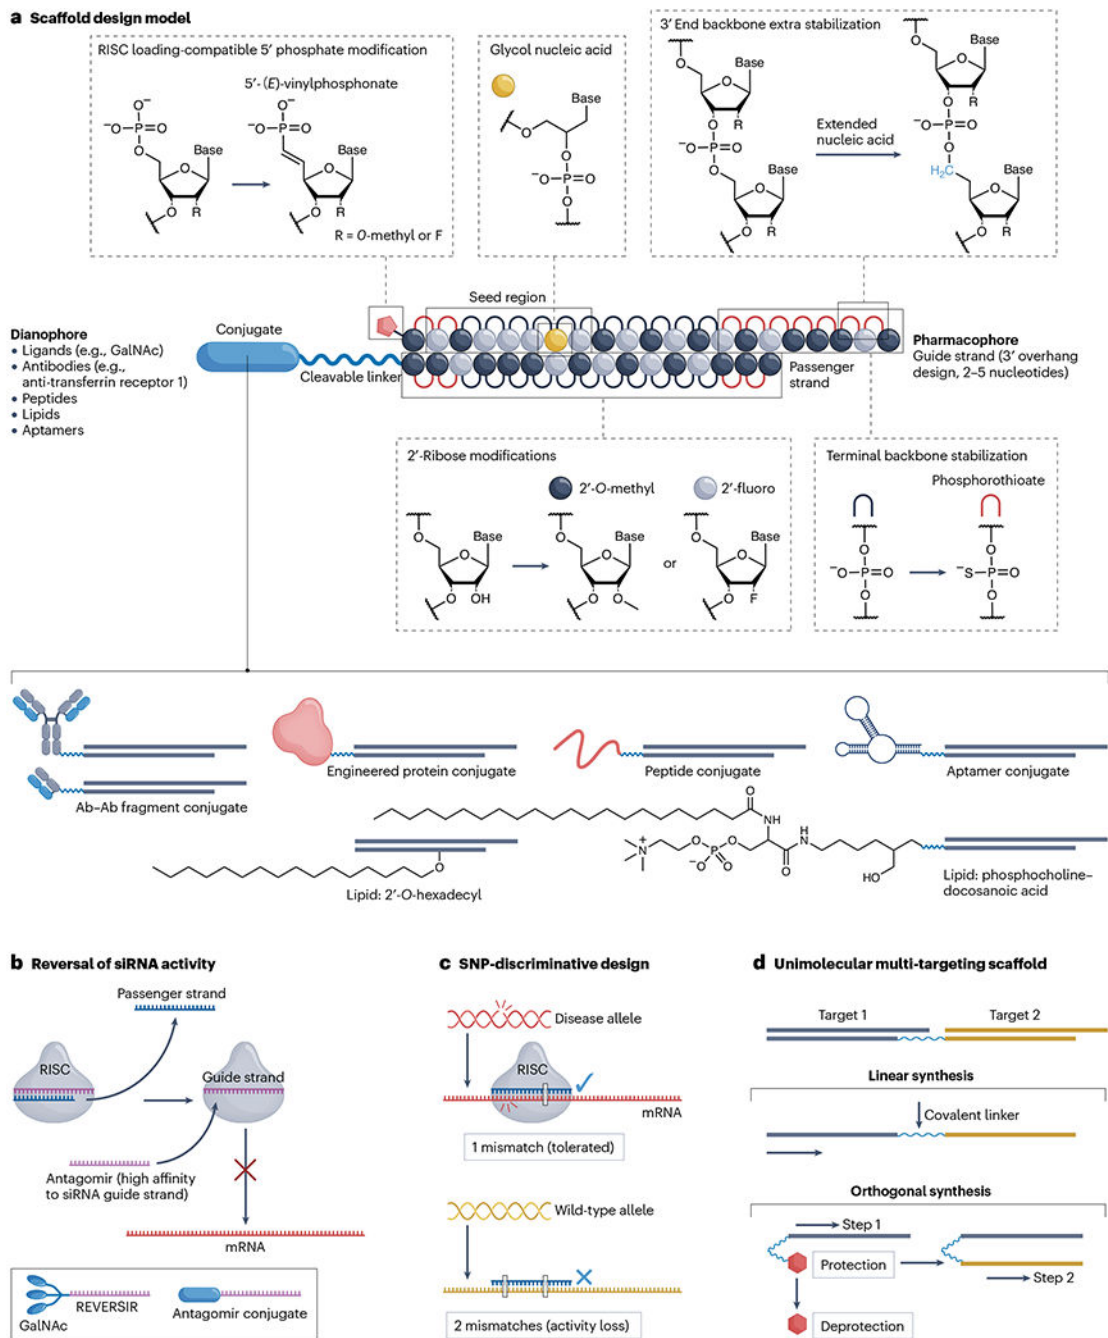 a Scaffold design model
RISC loading-compatible 5′ phosphate modification
5′-(E)-vinylphosphonate
O⁻
⁻O–P=O
O
Base
O
O
R
O⁻
⁻O–P=O
Base
O
O
R
R = O-methyl or F
Glycol nucleic acid
Base
O
O
⁻O–P=O
O
3′ End backbone extra stabilization
Base
O
O
O
R
⁻O–P=O
O
Base
O
O
R
Extended
nucleic acid
Base
O
O
O
R
⁻O–P=O
O
H₂C
Base
O
O
R
Seed region
Dianophore
• Ligands (e.g., GalNAc)
• Antibodies (e.g.,
anti-transferrin receptor 1)
• Peptides
• Lipids
• Aptamers
Conjugate
Cleavable linker
Passenger
strand
Pharmacophore
Guide strand (3′ overhang
design, 2–5 nucleotides)
2′-Ribose modifications
2′-O-methyl
2′-fluoro
O
Base
O
O
OH
O
Base
O
O
O
or
O
Base
O
O
F
Terminal backbone stabilization
Phosphorothioate
O
⁻O–P=O
O
O
⁻S–P=O
O
Ab–Ab fragment conjugate
Engineered protein conjugate
Peptide conjugate
Aptamer conjugate
O
Lipid: 2′-O-hexadecyl
O
NH
N⁺
O
P
O
⁻O
O
H
N
O
HO
Lipid: phosphocholine–
docosanoic acid
b Reversal of siRNA activity
Passenger strand
RISC
Guide strand
Antagomir (high affinity
to siRNA guide strand)
mRNA
REVERSIR
GalNAc
Antagomir conjugate
c SNP-discriminative design
Disease allele
RISC
mRNA
1 mismatch (tolerated)
Wild-type allele
2 mismatches (activity loss)
d Unimolecular multi-targeting scaffold
Target 1
Target 2
Linear synthesis
Covalent linker
Orthogonal synthesis
Step 1
Protection
Step 2
Deprotection